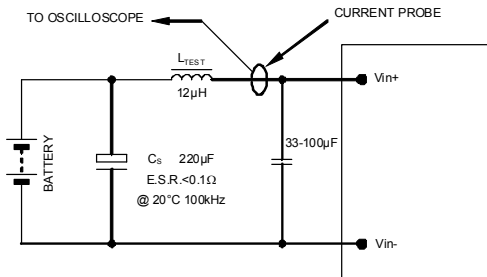 TO OSCILLOSCOPE
CURRENT PROBE
LTEST
12µH
Vin+
BATTERY
Cs 220µF
E.S.R.<0.1Ω
@ 20°C 100kHz
33-100µF
Vin-